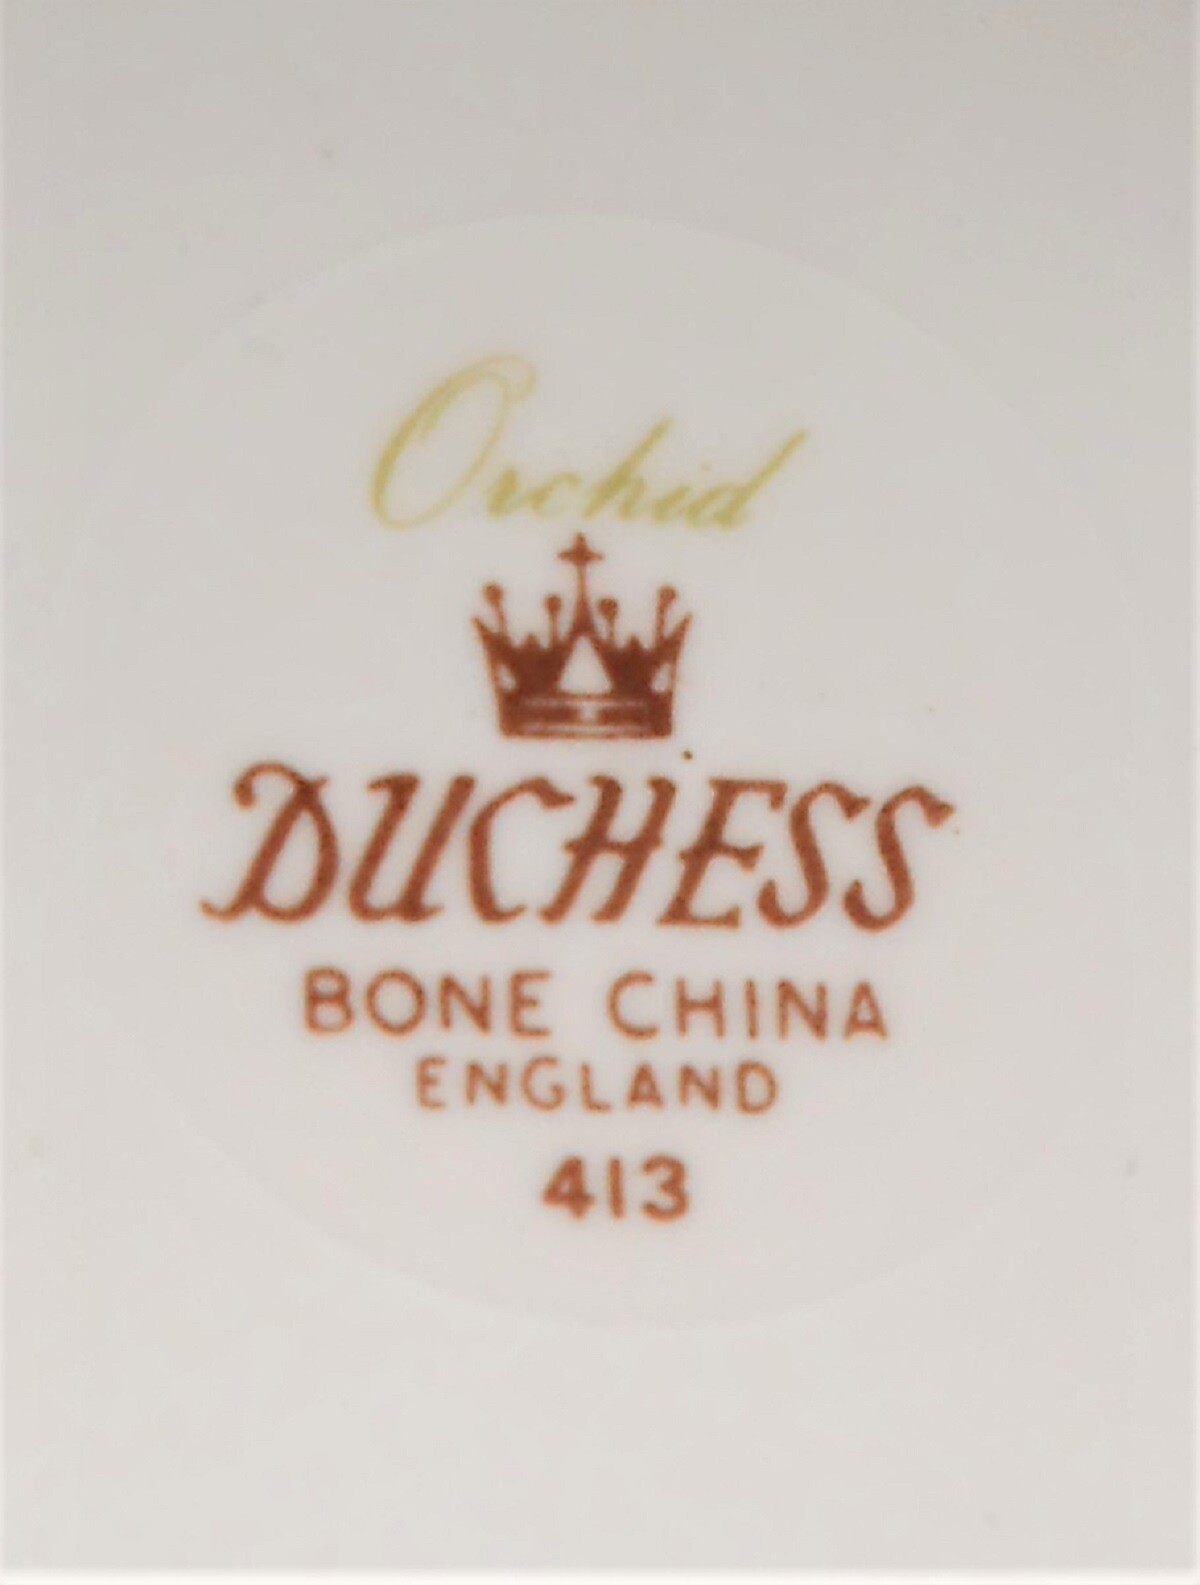 Orchid
DUCHESS
BONE CHINA
ENGLAND
413